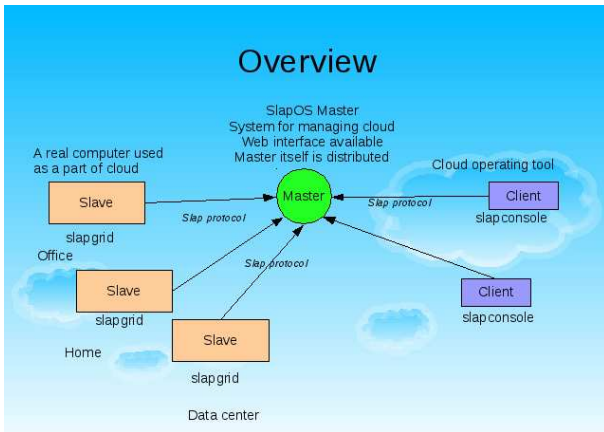 Overview
SlapOS Master
System for managing cloud
Web interface available
Master itself is distributed
A real computer used
as a part of cloud
Cloud operating tool
Slave
Master
Client
Slap protocol
Slap protocol
slapgrid
slapconsole
Office
Slap protocol
Slave
Client
slapgrid
slapconsole
Slave
Home
slapgrid
Data center